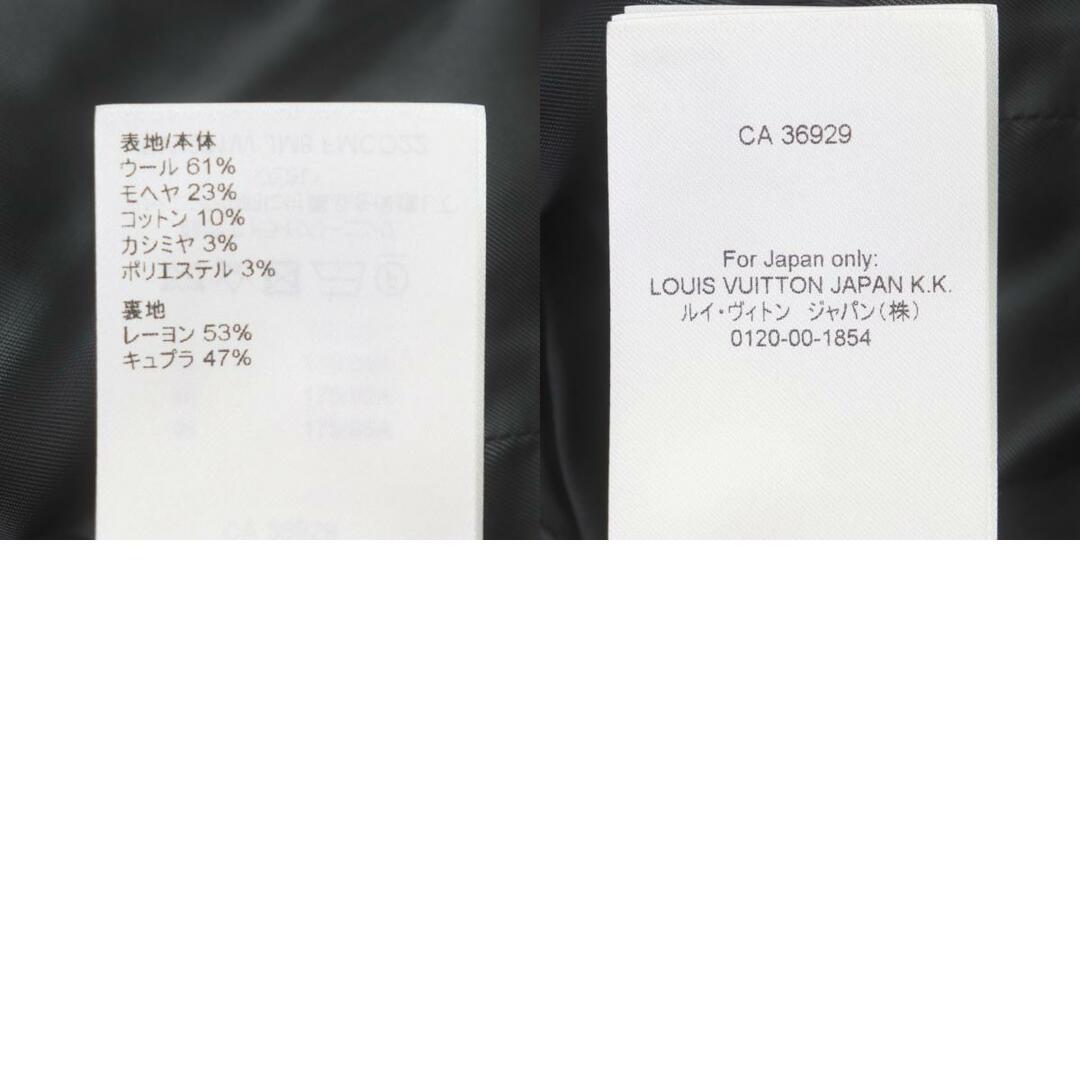 表地/本体
ウール 61%
モヘヤ 23%
コットン 10%
カシミヤ 3%
ポリエステル 3%
裏地
レーヨン 53%
キュプラ 47%
CA 36929
For Japan only:
LOUIS VUITTON JAPAN K.K.
ルイ・ヴィトン ジャパン(株)
0120-00-1854